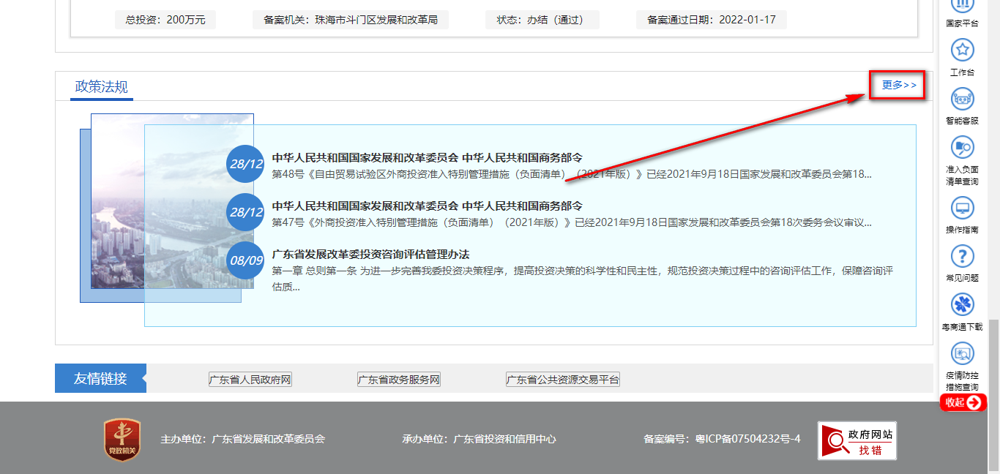 总投资：200万元
备案机关：珠海市斗门区发展和改革局
状态：办结（通过）
备案通过日期：2022-01-17
政策法规
更多>>
28/12
中华人民共和国国家发展和改革委员会 中华人民共和国商务部令
第48号《自由贸易试验区外商投资准入特别管理措施（负面清单）（2021年版）》已经2021年9月18日国家发展和改革委员会第18...
28/12
中华人民共和国国家发展和改革委员会 中华人民共和国商务部令
第47号《外商投资准入特别管理措施（负面清单）（2021年版）》已经2021年9月18日国家发展和改革委员会第18次委务会议审议...
08/09
广东省发展改革委投资咨询评估管理办法
第一章 总则第一条 为进一步完善我委投资决策程序，提高投资决策的科学性和民主性，规范投资决策过程中的咨询评估工作，保障咨询评
估质...
友情链接
广东省人民政府网
广东省政务服务网
广东省公共资源交易平台
党政机关
主办单位：广东省发展和改革委员会
承办单位：广东省投资和信用中心
备案编号：粤ICP备07504232号-4
政府网站
找错
国家平台
工作台
智能客服
准入负面
清单查询
操作指南
常见问题
粤商通下载
疫情防控
措施查询
收起